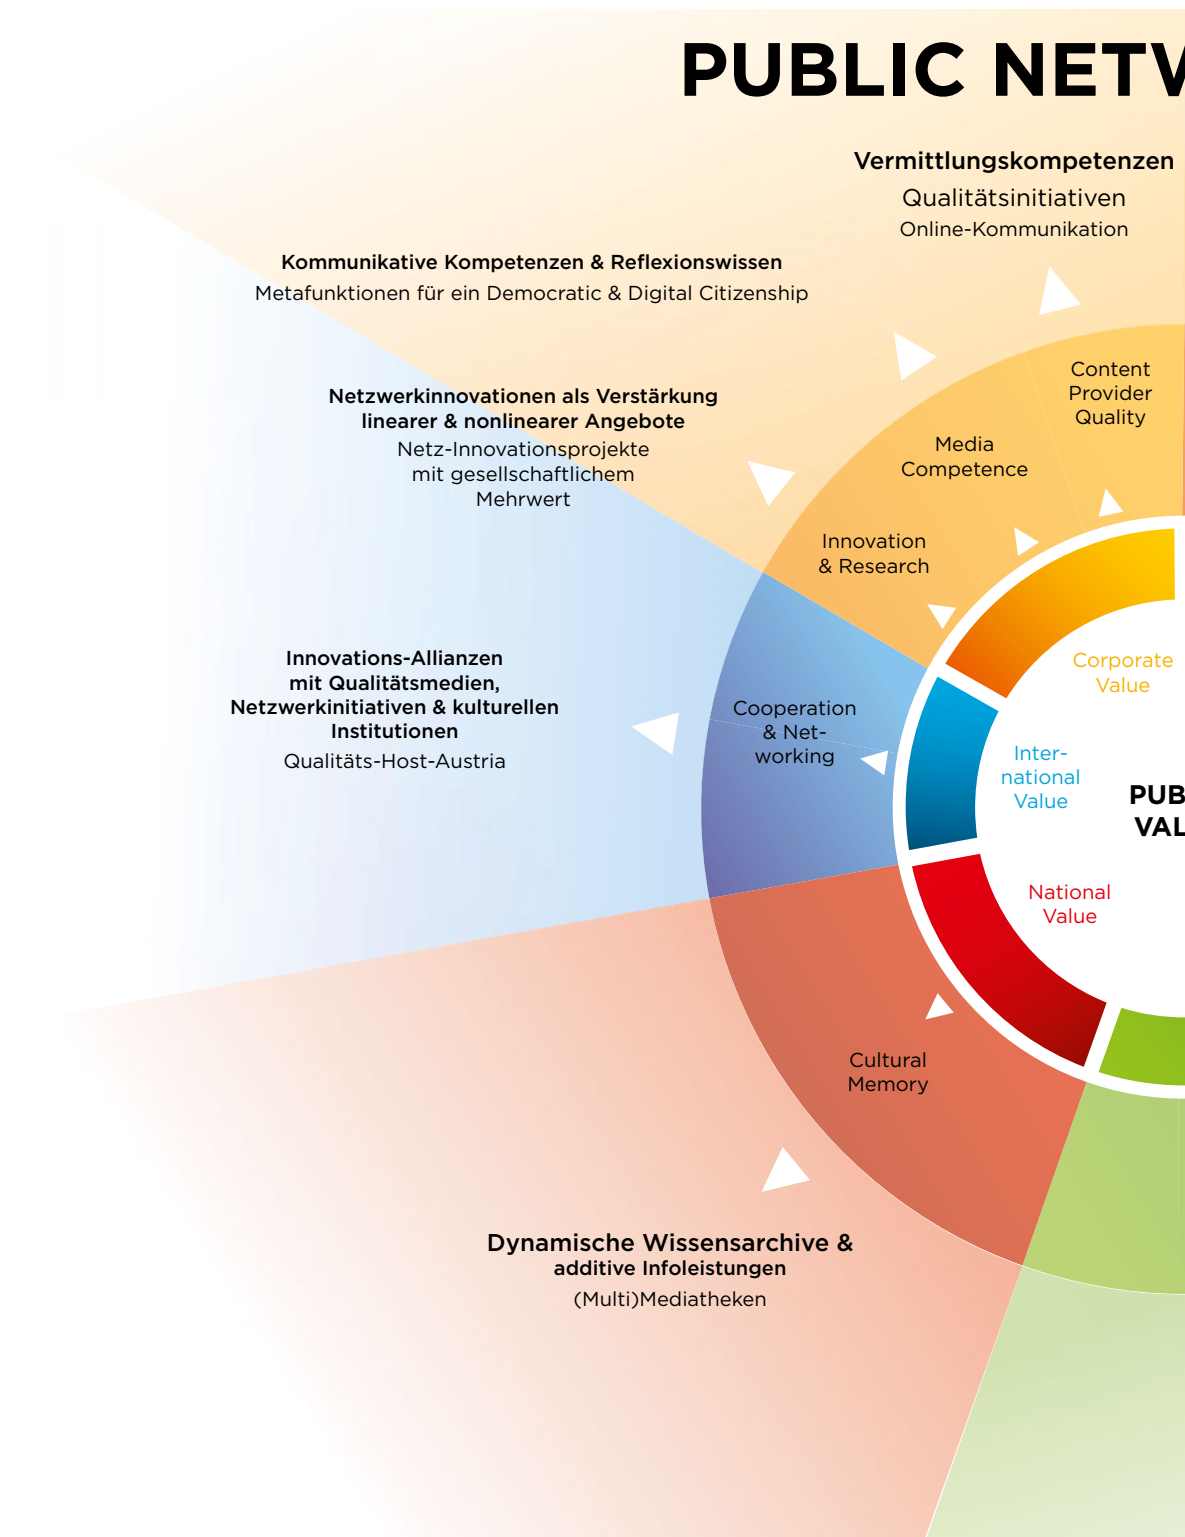 PUBLIC NETW
Vermittlungskompetenzen
Qualitätsinitiativen
Online-Kommunikation
Kommunikative Kompetenzen & Reflexionswissen
Metafunktionen für ein Democratic & Digital Citizenship
Netzwerkinnovationen als Verstärkung
linearer & nonlinearer Angebote
Netz-Innovationsprojekte
mit gesellschaftlichem
Mehrwert
Content
Provider
Quality
Media
Competence
Innovation
& Research
Corporate
Value
Innovations-Allianzen
mit Qualitätsmedien,
Netzwerkinitiativen & kulturellen
Institutionen
Qualitäts-Host-Austria
Cooperation
& Net-
working
Inter-
national
Value
PUB
VAL
National
Value
Cultural
Memory
Dynamische Wissensarchive &
additive Infoleistungen
(Multi)Mediatheken